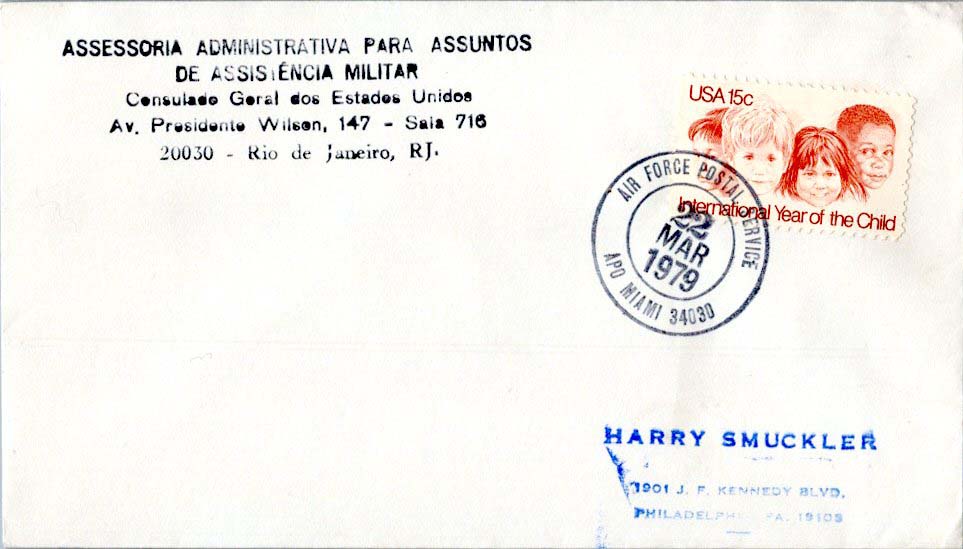 ASSESSORIA ADMINISTRATIVA PARA ASSUNTOS
DE ASSISTÊNCIA MILITAR
Consulado Geral dos Estados Unidos
Av. Presidente Wilson, 147 - Sala 716
20030 - Rio de Janeiro, RJ.
USA 15c
International Year of the Child
AIR FORCE POSTAL SERVICE
22
MAR
1979
APO MIAMI 34030
HARRY SMUCKLER
1901 J. F. KENNEDY BLVD.
PHILADELPHIA PA. 19103